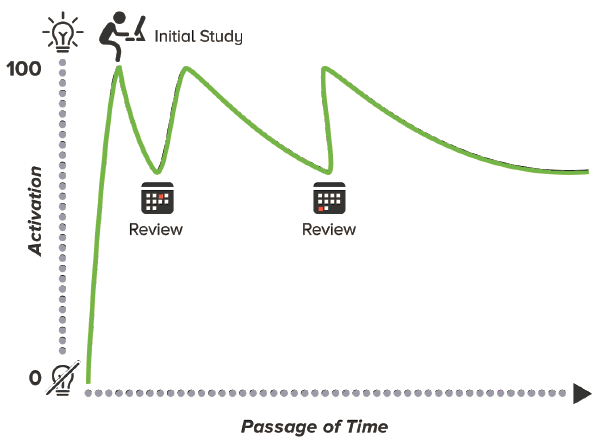 Initial Study
100
Activation
Review
Review
0
Passage of Time